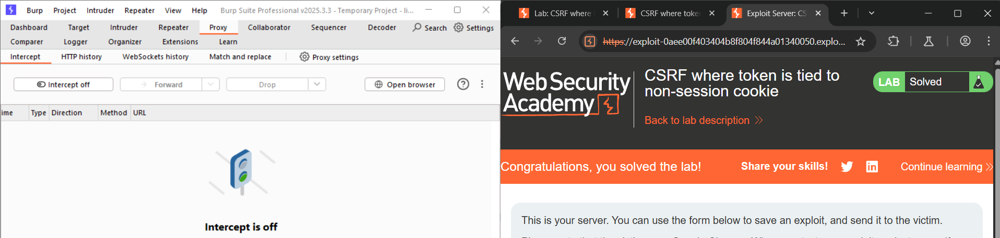 Burp Project Intruder Repeater View Help Burp Suite Professional v2025.3.3 - Temporary Project - li...
Dashboard Target Intruder Repeater Proxy Collaborator Sequencer Decoder Search Settings
Comparer Logger Organizer Extensions Learn
Intercept HTTP history WebSockets history Match and replace Proxy settings
Intercept off Forward Drop Open browser
ime Type Direction Method URL
Intercept is off
Lab: CSRF where CSRF where toke Exploit Server: CS
https://exploit-0aee00f403404b8f804f844a01340050.explo...
Web Security
Academy
CSRF where token is tied to
non-session cookie
LAB Solved
Back to lab description
Congratulations, you solved the lab! Share your skills! Continue learning
This is your server. You can use the form below to save an exploit, and send it to the victim.